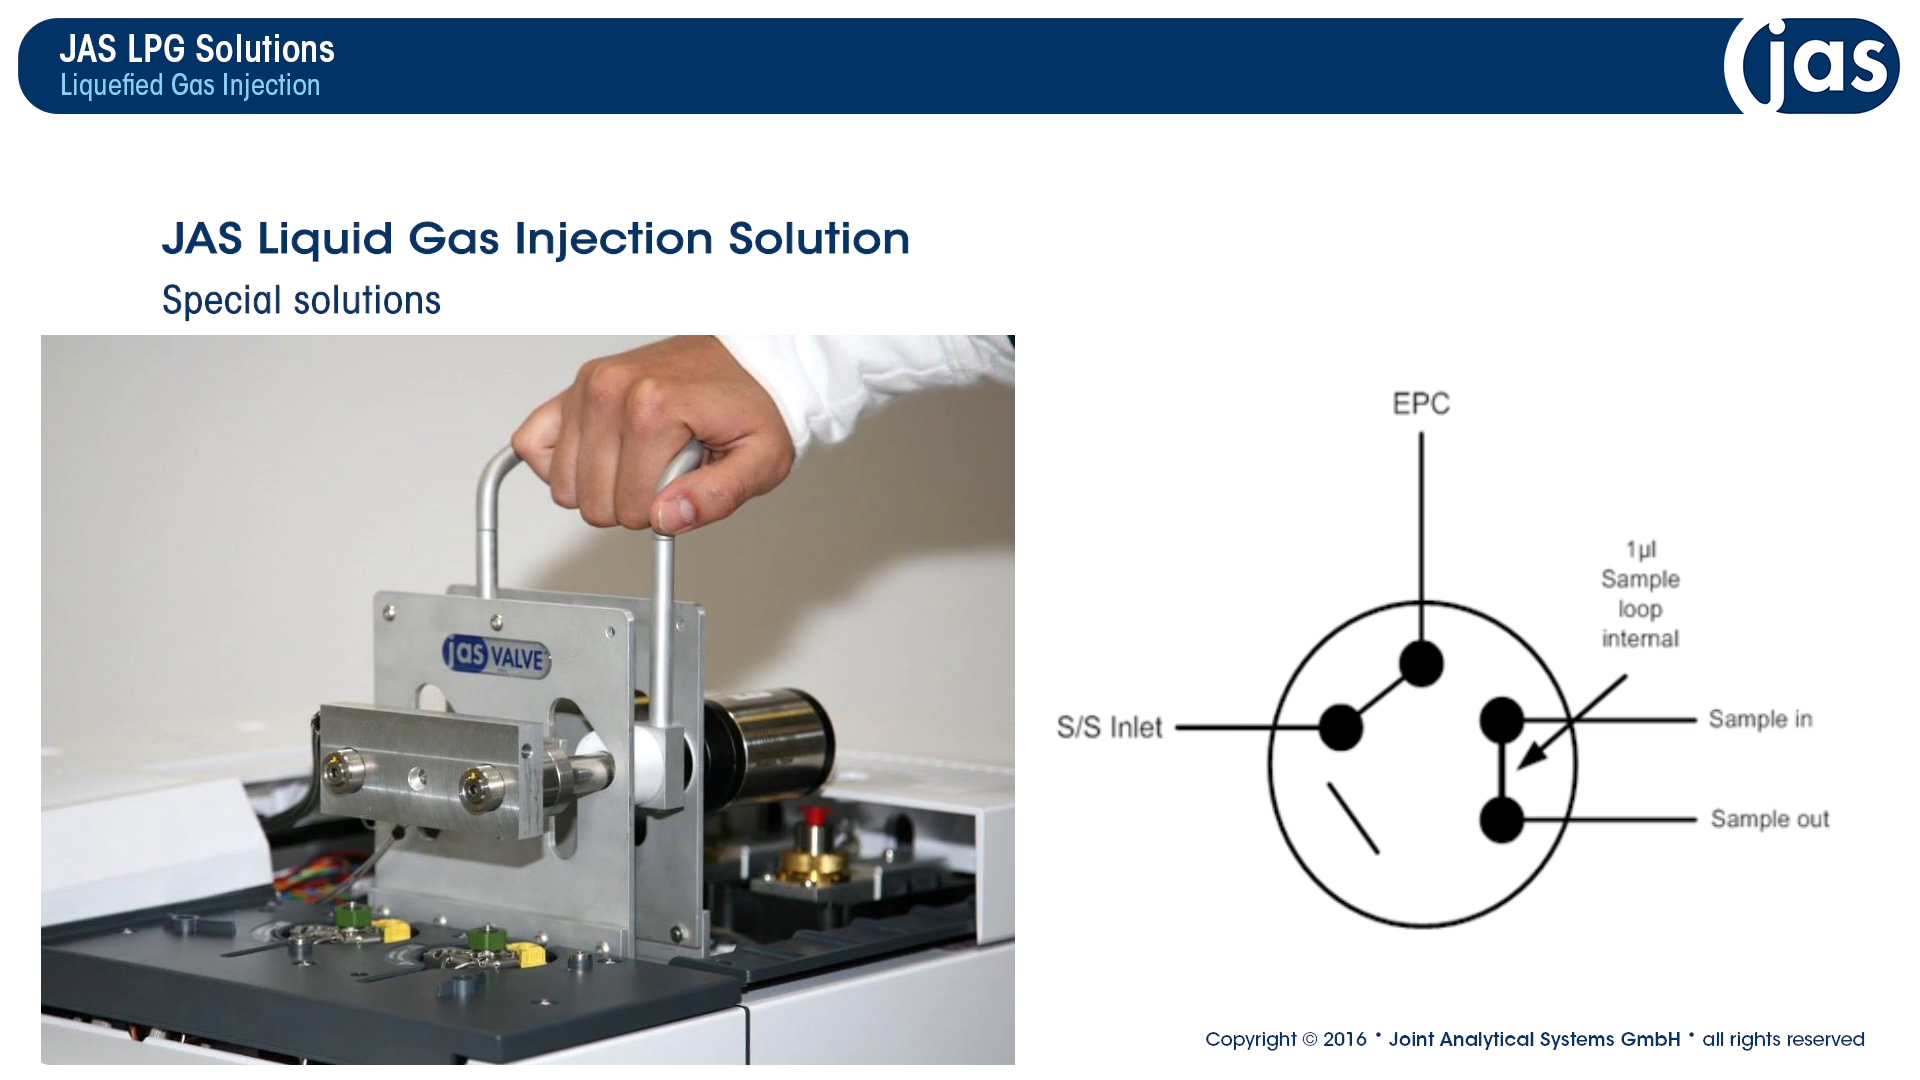 JAS LPG Solutions
Liquefied Gas Injection
jas
JAS Liquid Gas Injection Solution
Special solutions
jas VALVE
EPC
1µl
Sample
loop
internal
S/S Inlet
Sample in
Sample out
Copyright © 2016 • Joint Analytical Systems GmbH • all rights reserved